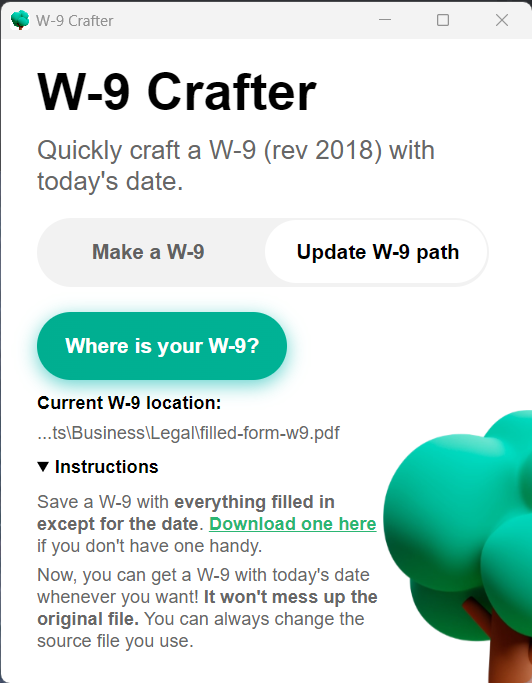 W-9 Crafter
W-9 Crafter
Quickly craft a W-9 (rev 2018) with
today's date.
Make a W-9
Update W-9 path
Where is your W-9?
Current W-9 location:
...ts\Business\Legal\filled-form-w9.pdf
▼ Instructions
Save a W-9 with everything filled in
except for the date. Download one here
if you don't have one handy.
Now, you can get a W-9 with today's date
whenever you want! It won't mess up the
original file. You can always change the
source file you use.